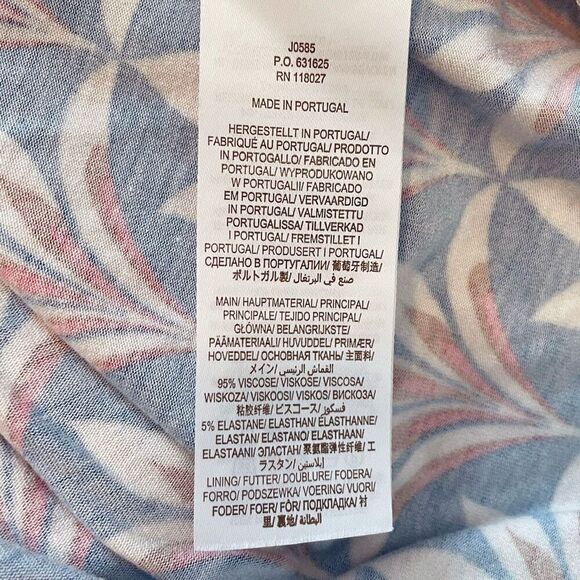 J0585
P.O. 631625
RN 118027
MADE IN PORTUGAL
HERGESTELLT IN PORTUGAL/
FABRIQUÉ AU PORTUGAL/ PRODOTTO
IN PORTOGALLO/ FABRICADO EN
PORTUGAL/ WYPRODUKOWANO
W PORTUGALII/ FABRICADO
EM PORTUGAL/ VERVAARDIGD
IN PORTUGAL/ VALMISTETTU
PORTUGALISSA/ TILLVERKAD
I PORTUGAL/ FREMSTILLET I
PORTUGAL/ PRODUSERT I PORTUGAL/
СДЕЛАНО В ПОРТУГАЛИИ/ 葡萄牙制造/
ポルトガル製/ صنع في البرتغال
MAIN/ HAUPTMATERIAL/ PRINCIPAL/
PRINCIPALE/ TEJIDO PRINCIPAL/
GŁÓWNA/ BELANGRIJKSTE/
PÄÄMATERIAALI/ HUVUDDEL/ PRIMÆR/
HOVEDDEL/ ОСНОВНАЯ ТКАНЬ/ 主面料/
メイン/ القماش الرئيسي
95% VISCOSE/ VISKOSE/ VISCOSA/
WISKOZA/ VISKOOSI/ VISKOS/ ВИСКОЗА/
粘胶纤维/ ビスコース/ فسكوز
5% ELASTANE/ ELASTHAN/ ÉLASTHANNE/
ELASTAN/ ELASTANO/ ELASTHAAN/
ELASTAANI/ ЭЛАСТАН/ 聚氨酯弹性纤维/ エ
ラスタン/ إيلاستين
LINING/ FUTTER/ DOUBLURE/ FODERA/
FORRO/ PODSZEWKA/ VOERING/ VUORI/
FODER/ FOER/ FÔR/ ПОДКЛАДКА/ 衬
里/ 裏地/ البطانة